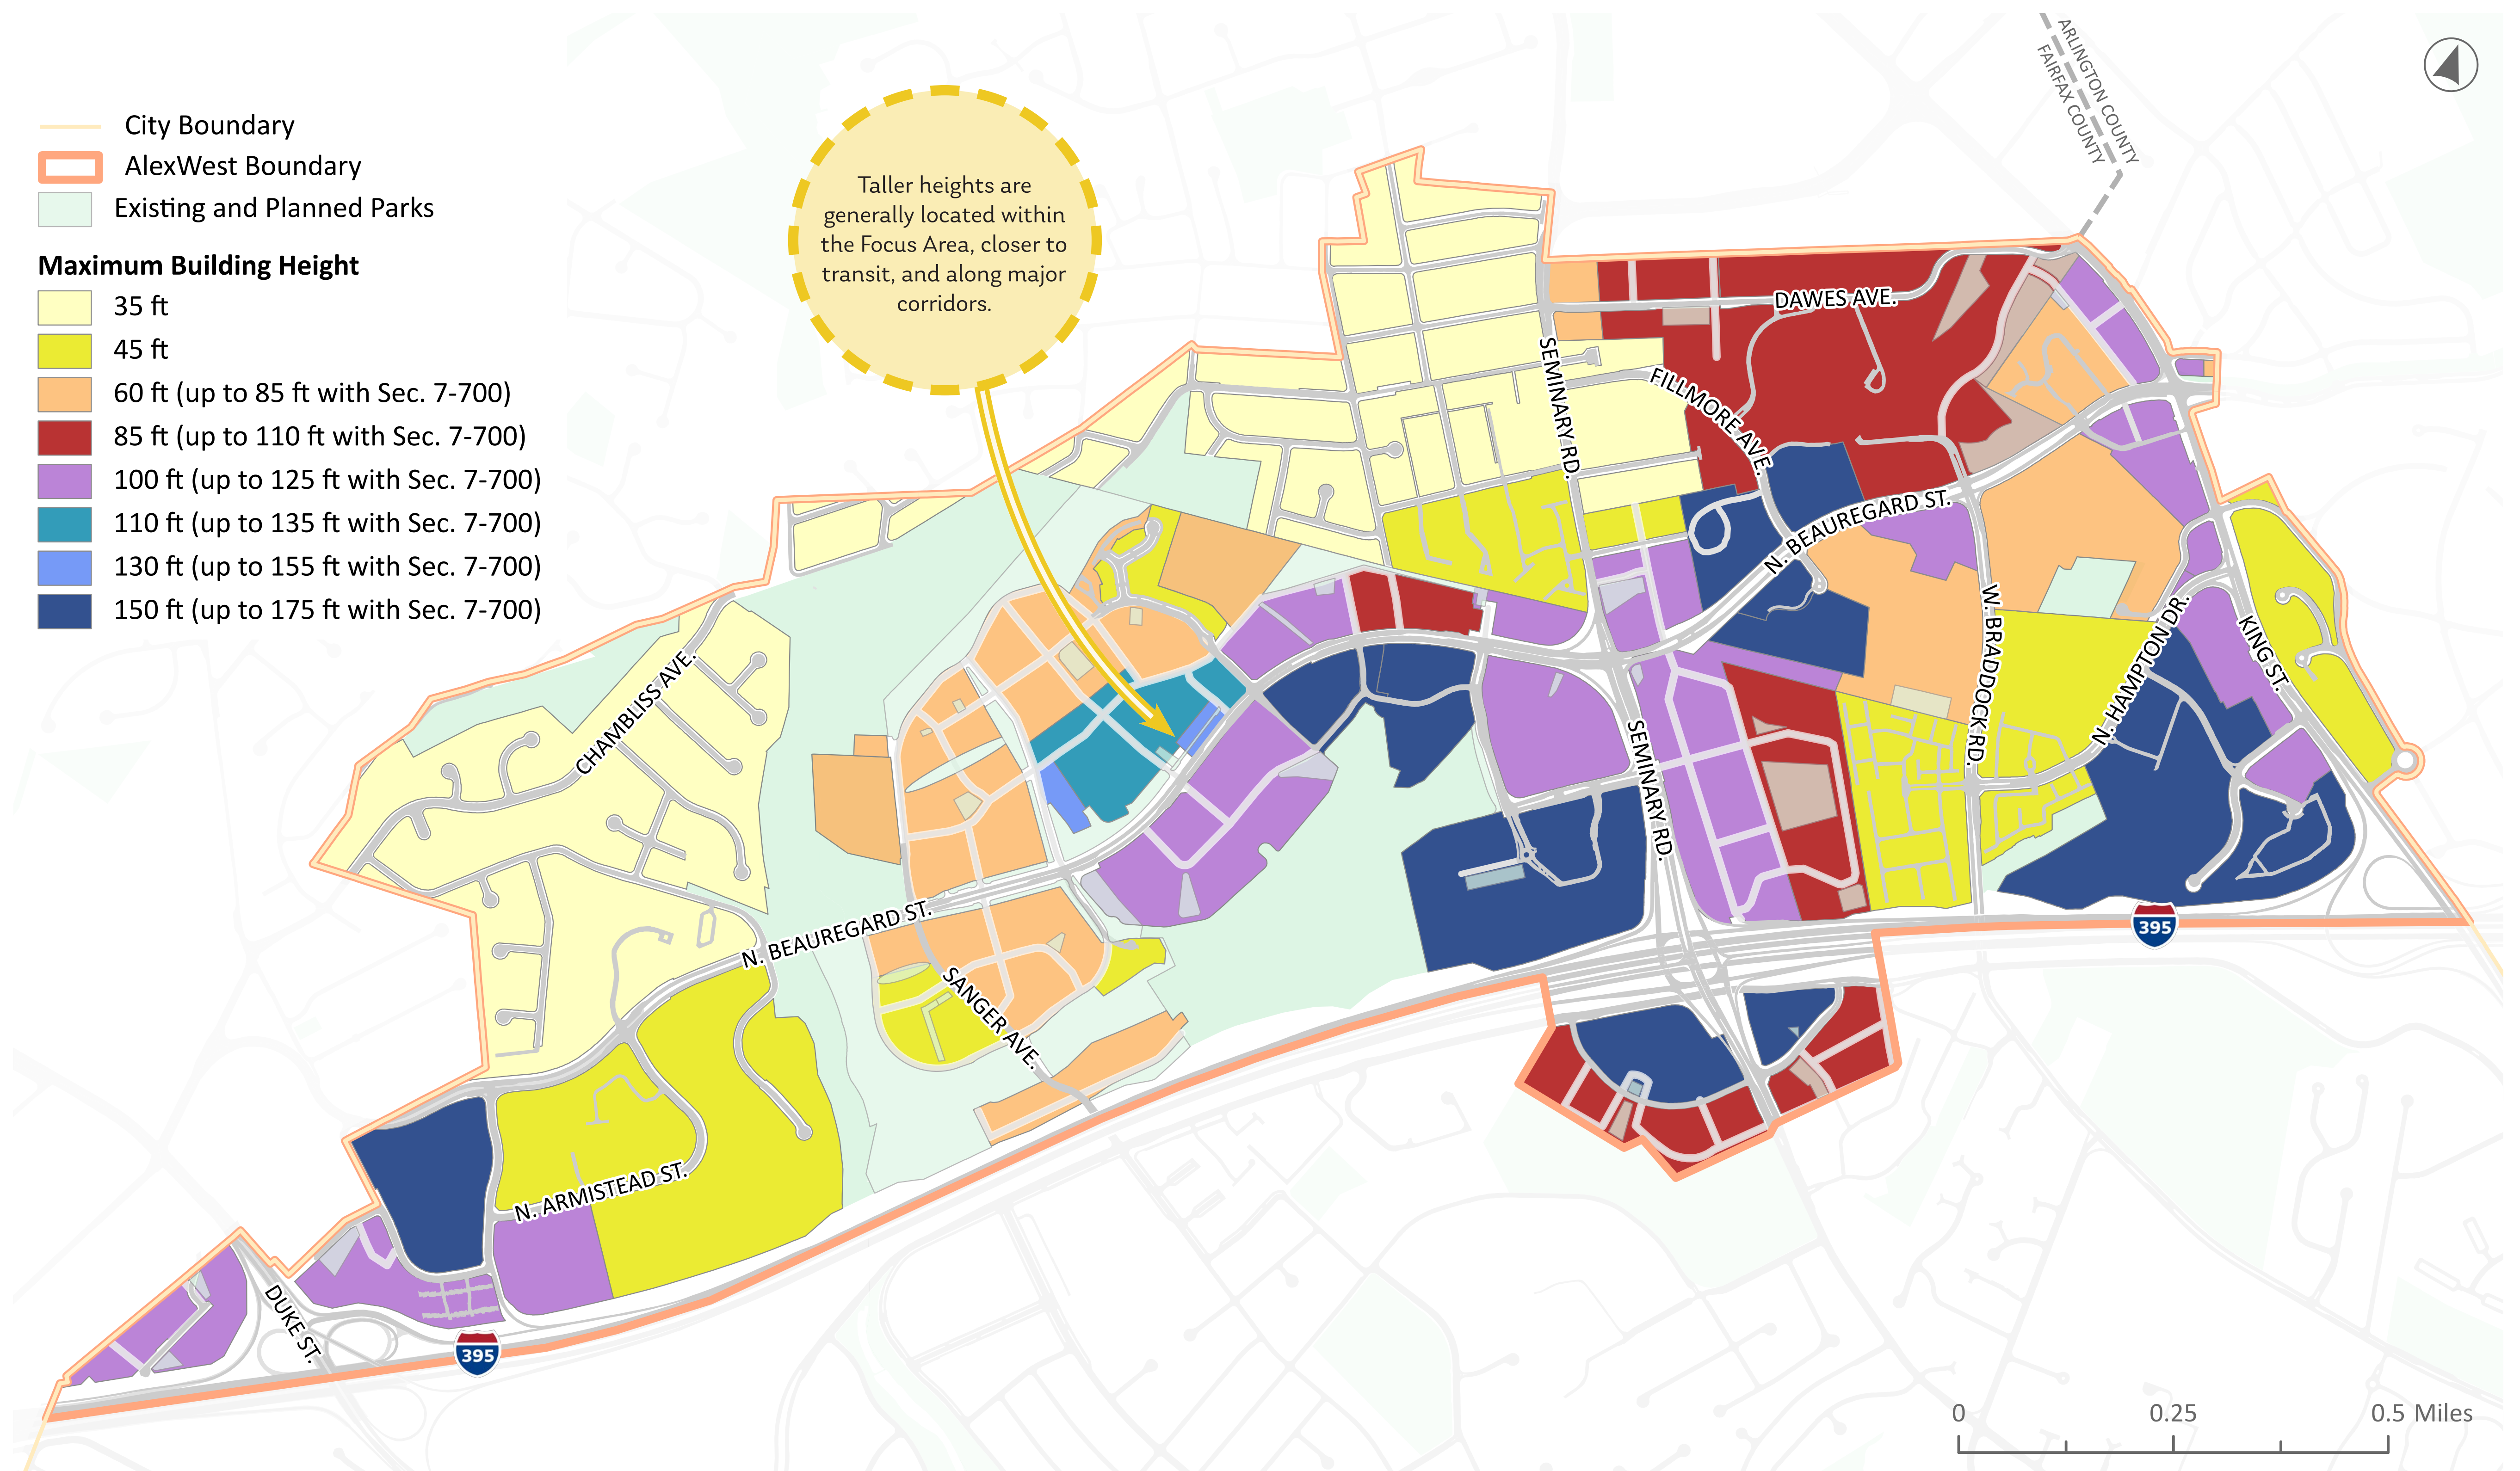 City Boundary
AlexWest Boundary
Existing and Planned Parks
Maximum Building Height
35 ft
45 ft
60 ft (up to 85 ft with Sec. 7-700)
85 ft (up to 110 ft with Sec. 7-700)
100 ft (up to 125 ft with Sec. 7-700)
110 ft (up to 135 ft with Sec. 7-700)
130 ft (up to 155 ft with Sec. 7-700)
150 ft (up to 175 ft with Sec. 7-700)
Taller heights are
generally located within
the Focus Area, closer to
transit, and along major
corridors.
ARLINGTON COUNTY
FAIRFAX COUNTY
DAWES AVE.
SEMINARY RD.
FILLMORE AVE.
N. BEAUREGARD ST.
W. BRADDOCK RD.
N. HAMPTON DR.
KING ST.
CHAMBLISS AVE.
SEMINARY RD.
N. BEAUREGARD ST.
SANGER AVE.
395
N. ARMISTEAD ST.
DUKE ST.
395
0 0.25 0.5 Miles